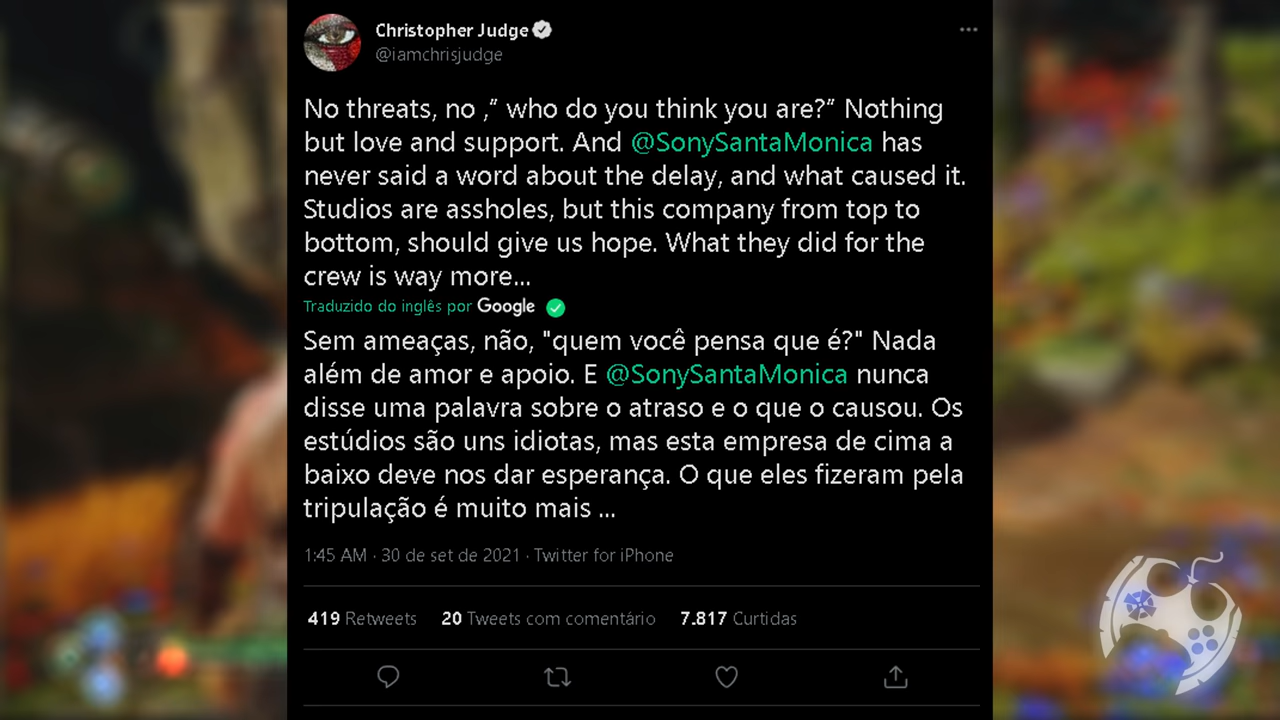 Christopher Judge
@iamchrisjudge
No threats, no ,” who do you think you are?” Nothing
but love and support. And @SonySantaMonica has
never said a word about the delay, and what caused it.
Studios are assholes, but this company from top to
bottom, should give us hope. What they did for the
crew is way more...
Traduzido do inglês por Google
Sem ameaças, não, "quem você pensa que é?" Nada
além de amor e apoio. E @SonySantaMonica nunca
disse uma palavra sobre o atraso e o que o causou. Os
estúdios são uns idiotas, mas esta empresa de cima a
baixo deve nos dar esperança. O que eles fizeram pela
tripulação é muito mais ...
1:45 AM · 30 de set de 2021 · Twitter for iPhone
419 Retweets 20 Tweets com comentário 7.817 Curtidas